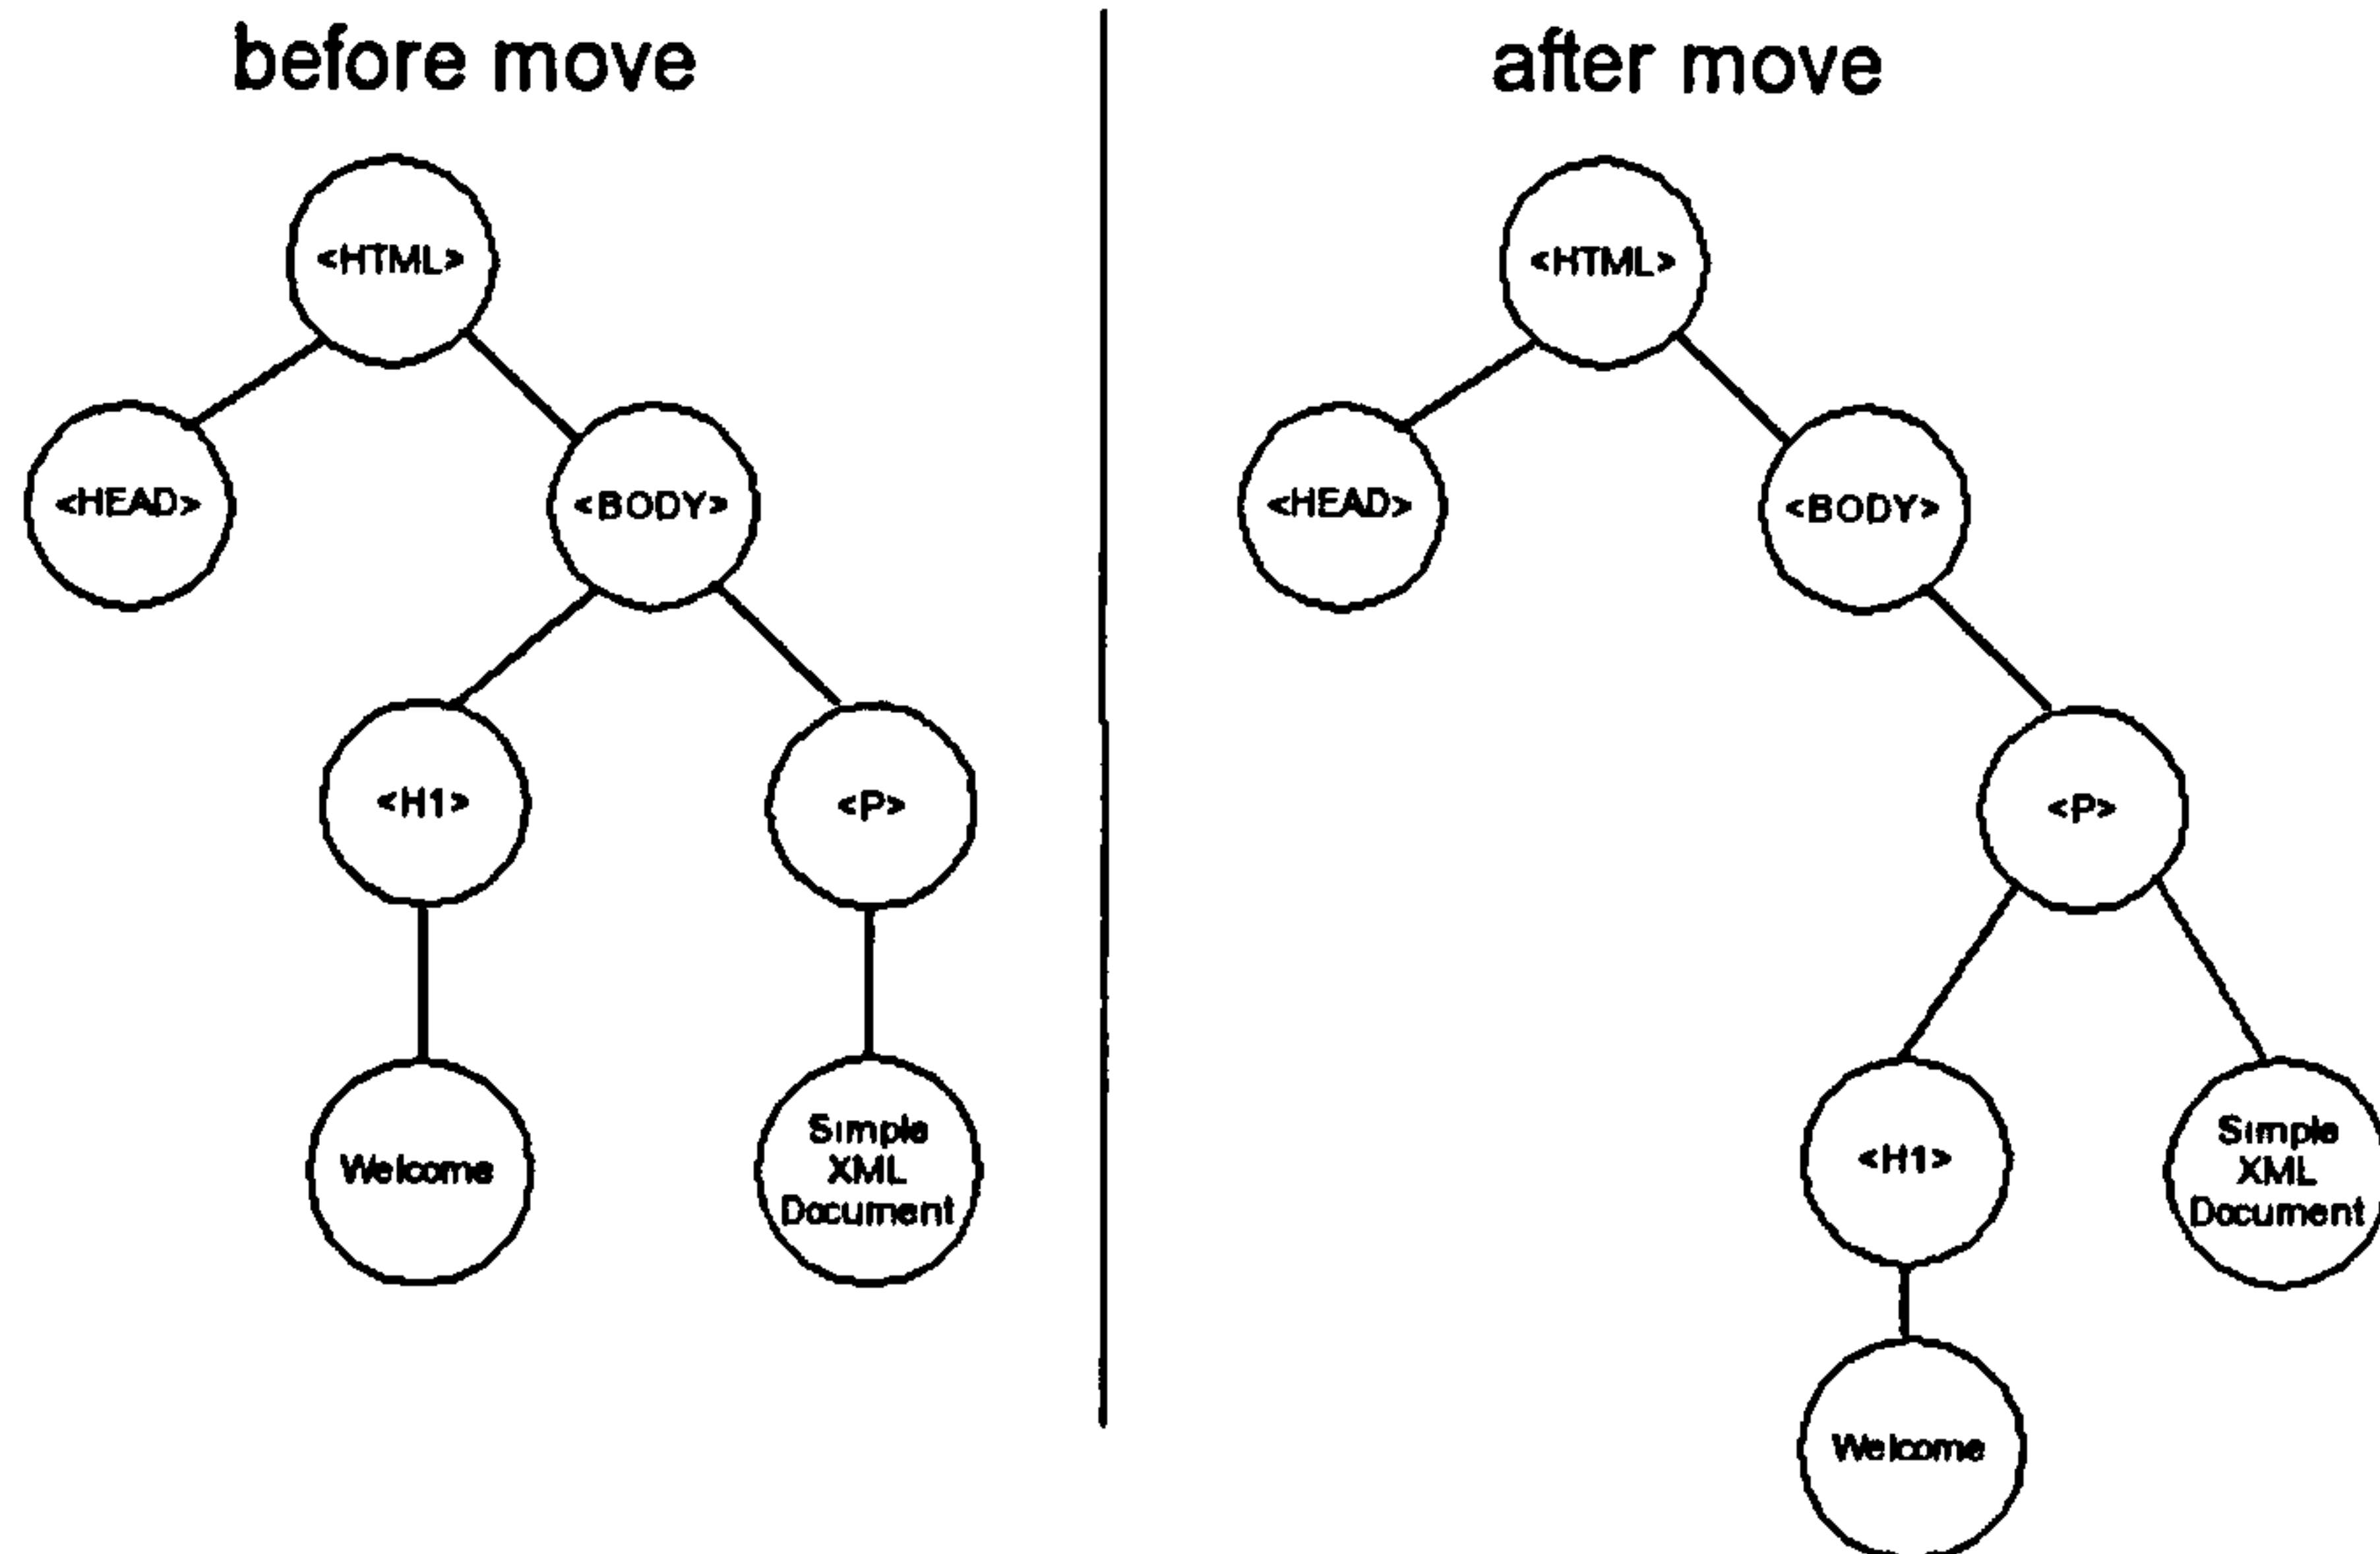 before move
<HTML>
<HEAD>
<BODY>
<H1>
<P>
Welcome
Simple
XML
Document
after move
<HTML>
<HEAD>
<BODY>
<P>
<H1>
Simple
XML
Document
Welcome